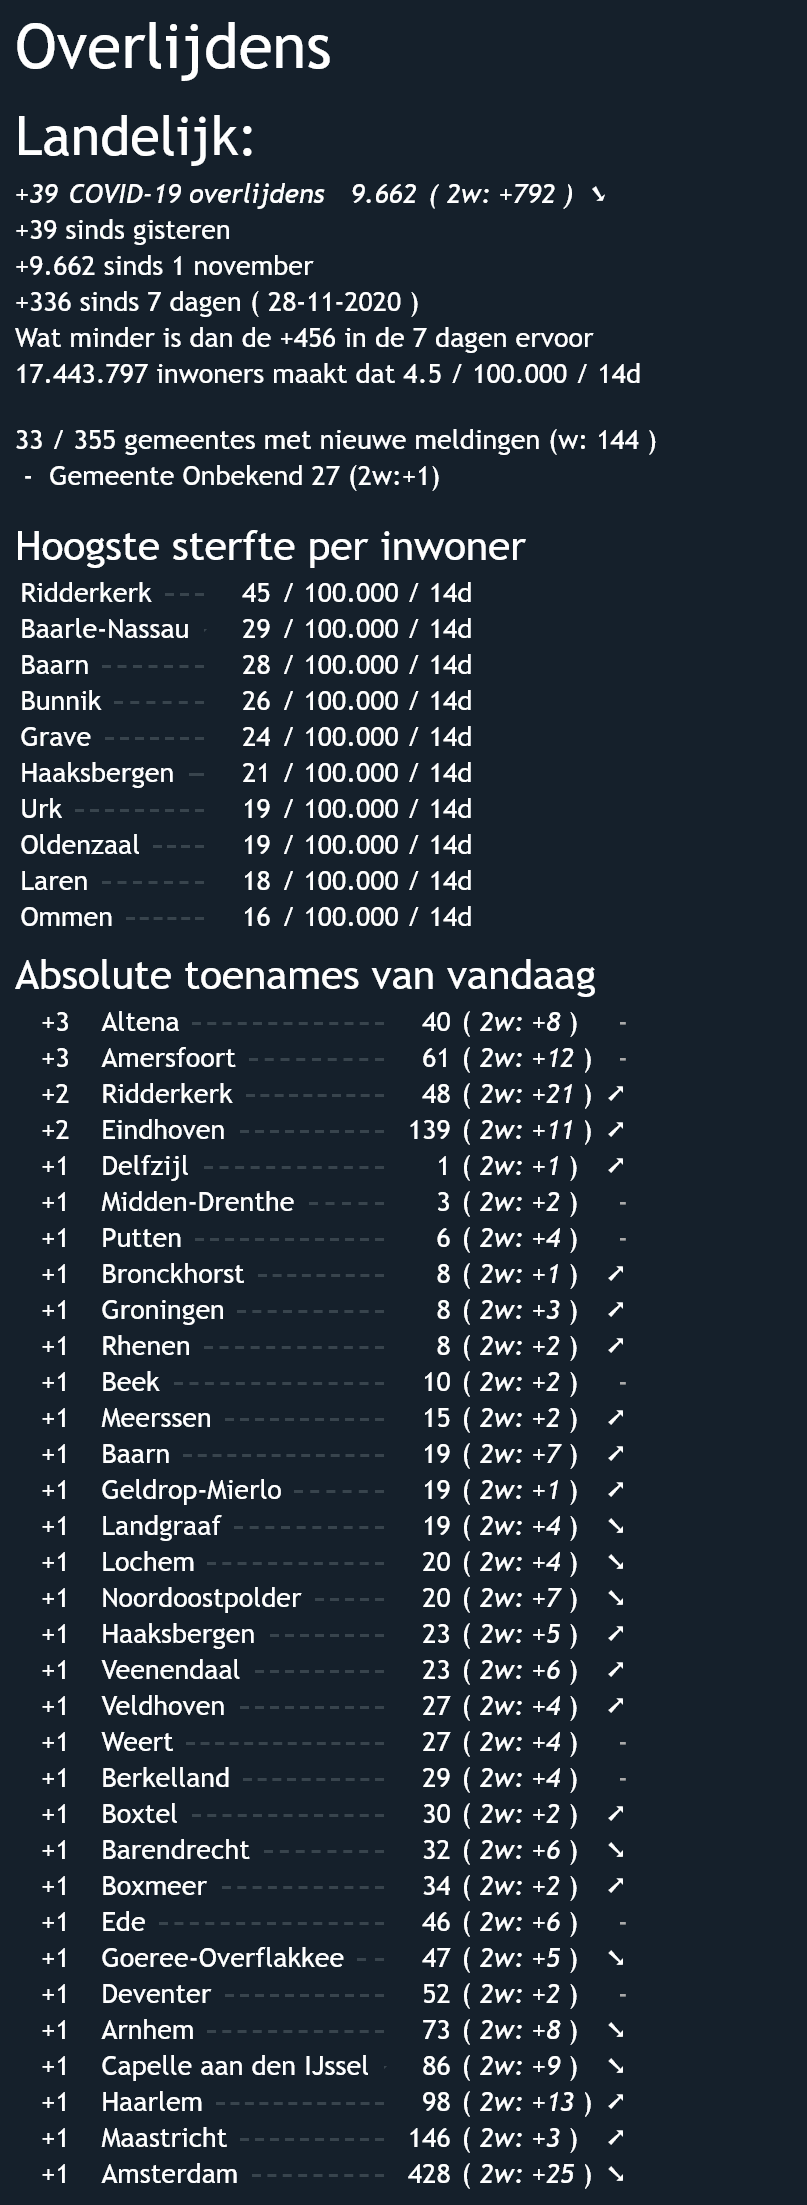 Overlijdens
Landelijk:
+39 COVID-19 overlijdens 9.662 ( 2w: +792 ) ➘
+39 sinds gisteren
+9.662 sinds 1 november
+336 sinds 7 dagen ( 28-11-2020 )
Wat minder is dan de +456 in de 7 dagen ervoor
17.443.797 inwoners maakt dat 4.5 / 100.000 / 14d
33 / 355 gemeentes met nieuwe meldingen (w: 144 )
- Gemeente Onbekend 27 (2w:+1)
Hoogste sterfte per inwoner
Ridderkerk --- 45 / 100.000 / 14d
Baarle-Nassau 29 / 100.000 / 14d
Baarn ------- 28 / 100.000 / 14d
Bunnik ------ 26 / 100.000 / 14d
Grave ------- 24 / 100.000 / 14d
Haaksbergen - 21 / 100.000 / 14d
Urk --------- 19 / 100.000 / 14d
Oldenzaal ---- 19 / 100.000 / 14d
Laren ------- 18 / 100.000 / 14d
Ommen ------ 16 / 100.000 / 14d
Absolute toenames van vandaag
+3 Altena ------------- 40 ( 2w: +8 ) -
+3 Amersfoort --------- 61 ( 2w: +12 ) -
+2 Ridderkerk ---------- 48 ( 2w: +21 ) ➚
+2 Eindhoven ---------- 139 ( 2w: +11 ) ➚
+1 Delfzijl ------------ 1 ( 2w: +1 ) ➚
+1 Midden-Drenthe ----- 3 ( 2w: +2 ) -
+1 Putten ------------- 6 ( 2w: +4 ) -
+1 Bronckhorst --------- 8 ( 2w: +1 ) ➚
+1 Groningen ---------- 8 ( 2w: +3 ) ➚
+1 Rhenen ------------ 8 ( 2w: +2 ) ➚
+1 Beek -------------- 10 ( 2w: +2 ) -
+1 Meerssen ----------- 15 ( 2w: +2 ) ➚
+1 Baarn ------------- 19 ( 2w: +7 ) ➚
+1 Geldrop-Mierlo ------ 19 ( 2w: +1 ) ➚
+1 Landgraaf ---------- 19 ( 2w: +4 ) ➘
+1 Lochem ------------ 20 ( 2w: +4 ) ➘
+1 Noordoostpolder ----- 20 ( 2w: +7 ) ➘
+1 Haaksbergen -------- 23 ( 2w: +5 ) ➚
+1 Veenendaal --------- 23 ( 2w: +6 ) ➚
+1 Veldhoven ---------- 27 ( 2w: +4 ) ➚
+1 Weert ------------- 27 ( 2w: +4 ) -
+1 Berkelland ---------- 29 ( 2w: +4 ) -
+1 Boxtel ------------- 30 ( 2w: +2 ) ➚
+1 Barendrecht -------- 32 ( 2w: +6 ) ➘
+1 Boxmeer ----------- 34 ( 2w: +2 ) ➚
+1 Ede --------------- 46 ( 2w: +6 ) -
+1 Goeree-Overflakkee -- 47 ( 2w: +5 ) ➘
+1 Deventer ----------- 52 ( 2w: +2 ) -
+1 Arnhem ------------ 73 ( 2w: +8 ) ➘
+1 Capelle aan den IJssel 86 ( 2w: +9 ) ➘
+1 Haarlem ----------- 98 ( 2w: +13 ) ➚
+1 Maastricht ---------- 146 ( 2w: +3 ) ➚
+1 Amsterdam --------- 428 ( 2w: +25 ) ➘